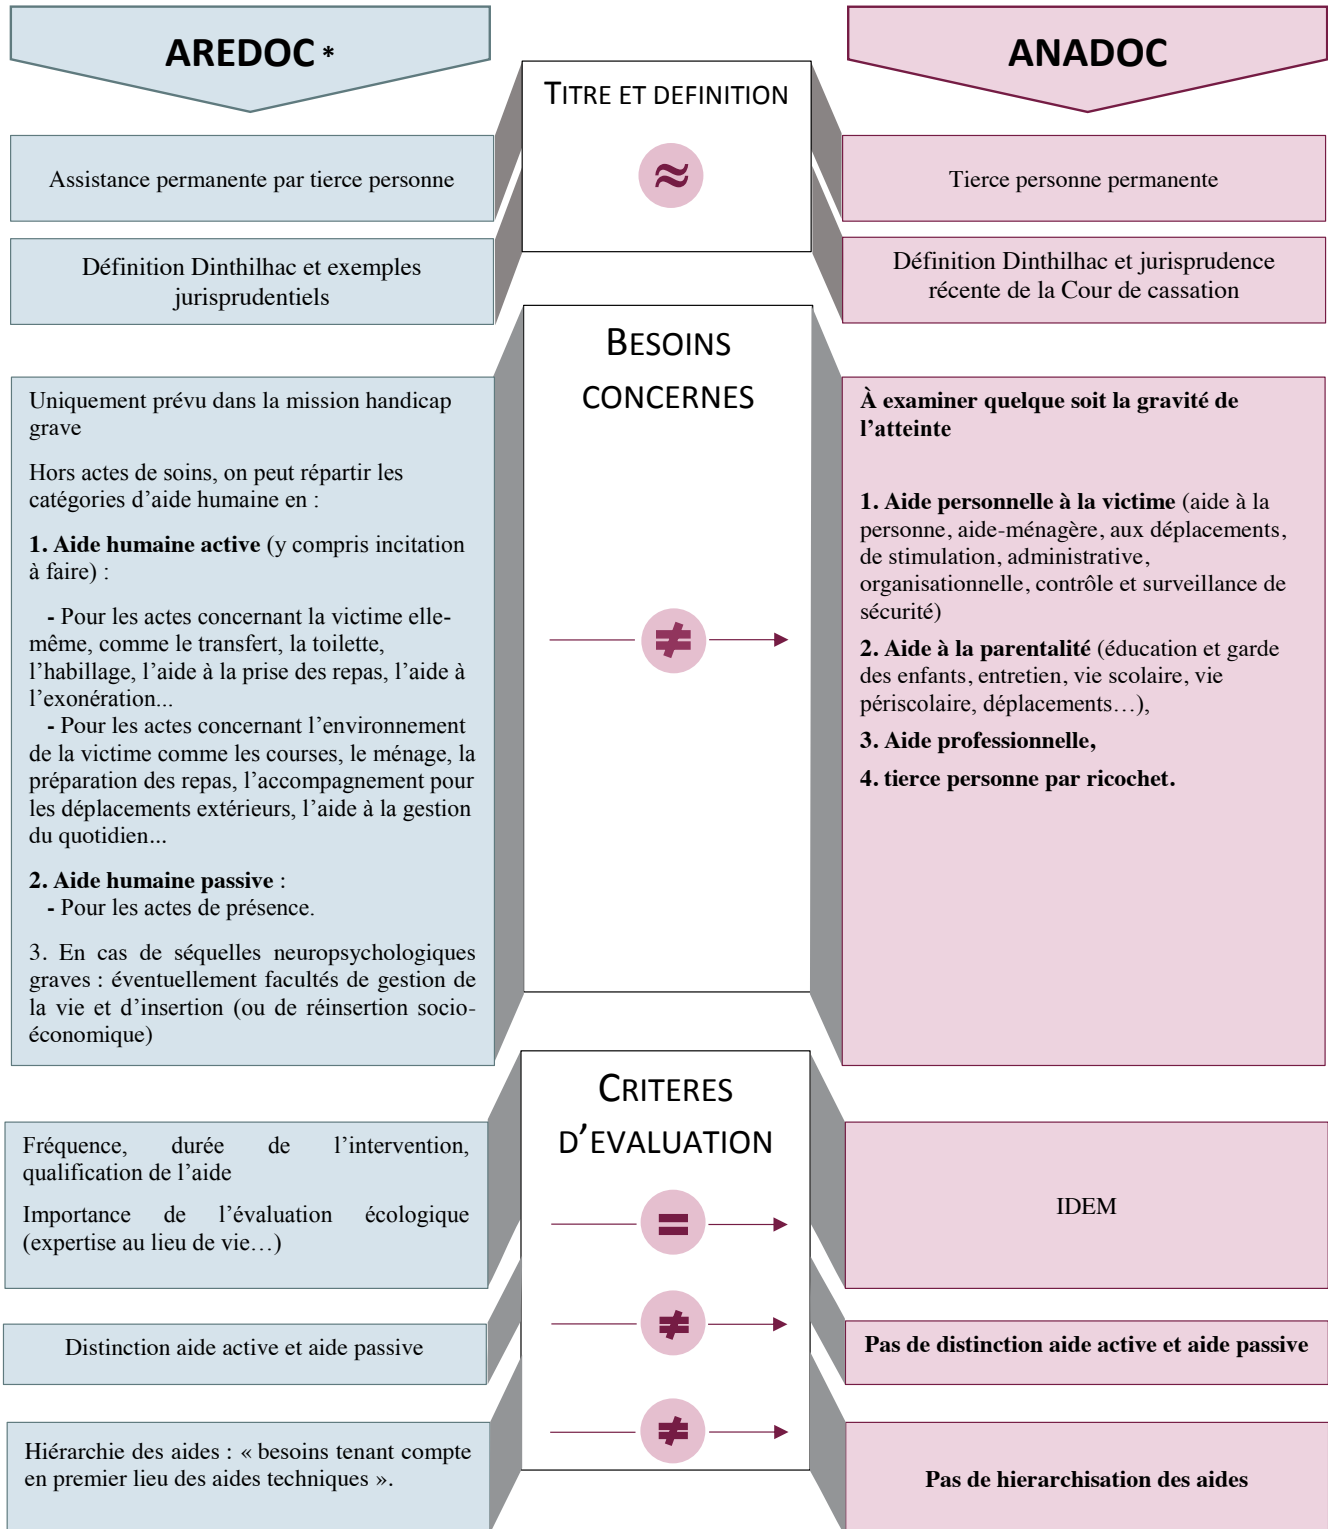 AREDOC *
ANADOC
TITRE ET DEFINITION
≈
Assistance permanente par tierce personne
Tierce personne permanente
Définition Dinthilhac et exemples
jurisprudentiels
Définition Dinthilhac et jurisprudence
récente de la Cour de cassation
BESOINS
CONCERNES
≠
Uniquement prévu dans la mission handicap
grave
Hors actes de soins, on peut répartir les
catégories d’aide humaine en :
1. Aide humaine active (y compris incitation
à faire) :
- Pour les actes concernant la victime elle-
même, comme le transfert, la toilette,
l’habillage, l’aide à la prise des repas, l’aide à
l’exonération...
- Pour les actes concernant l’environnement
de la victime comme les courses, le ménage, la
préparation des repas, l’accompagnement pour
les déplacements extérieurs, l’aide à la gestion
du quotidien...
2. Aide humaine passive :
- Pour les actes de présence.
3. En cas de séquelles neuropsychologiques
graves : éventuellement facultés de gestion de
la vie et d’insertion (ou de réinsertion socio-
économique)
À examiner quelque soit la gravité de
l’atteinte
1. Aide personnelle à la victime (aide à la
personne, aide-ménagère, aux déplacements,
de stimulation, administrative,
organisationnelle, contrôle et surveillance de
sécurité)
2. Aide à la parentalité (éducation et garde
des enfants, entretien, vie scolaire, vie
périscolaire, déplacements…),
3. Aide professionnelle,
4. tierce personne par ricochet.
CRITERES
D’EVALUATION
Fréquence, durée de l’intervention,
qualification de l’aide
Importance de l’évaluation écologique
(expertise au lieu de vie…)
=
IDEM
Distinction aide active et aide passive
≠
Pas de distinction aide active et aide passive
Hiérarchie des aides : « besoins tenant compte
en premier lieu des aides techniques ».
≠
Pas de hierarchisation des aides